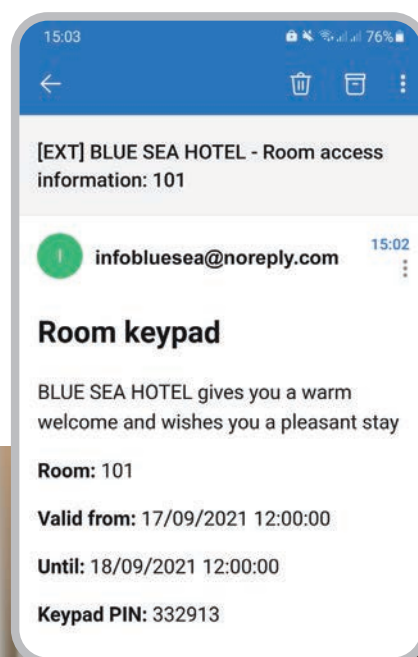 15:03 76%
[EXT] BLUE SEA HOTEL - Room access
information: 101
I infobluesea@noreply.com 15:02
Room keypad
BLUE SEA HOTEL gives you a warm
welcome and wishes you a pleasant stay
Room: 101
Valid from: 17/09/2021 12:00:00
Until: 18/09/2021 12:00:00
Keypad PIN: 332913